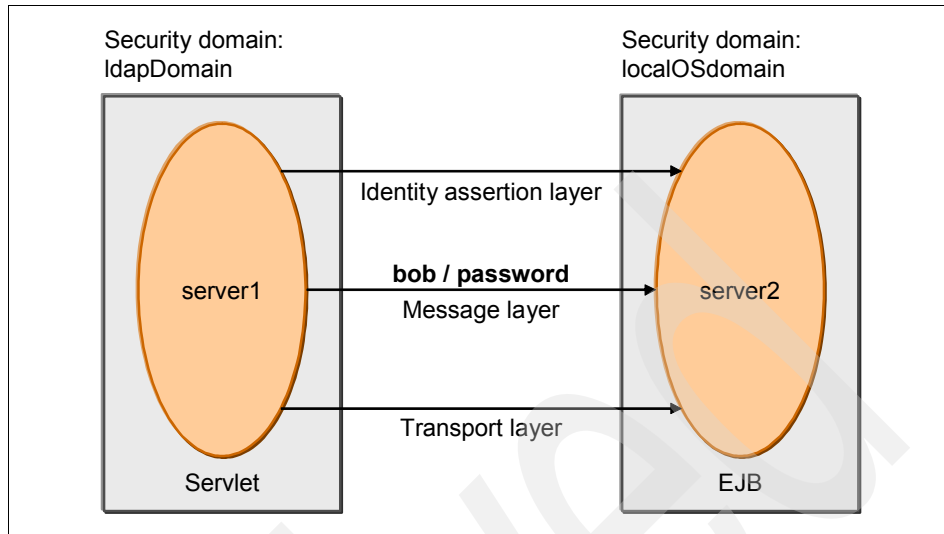 Security domain:
ldapDomain
Security domain:
localOSdomain
Identity assertion layer
server1
bob / password
server2
Message layer
Transport layer
Servlet
EJB